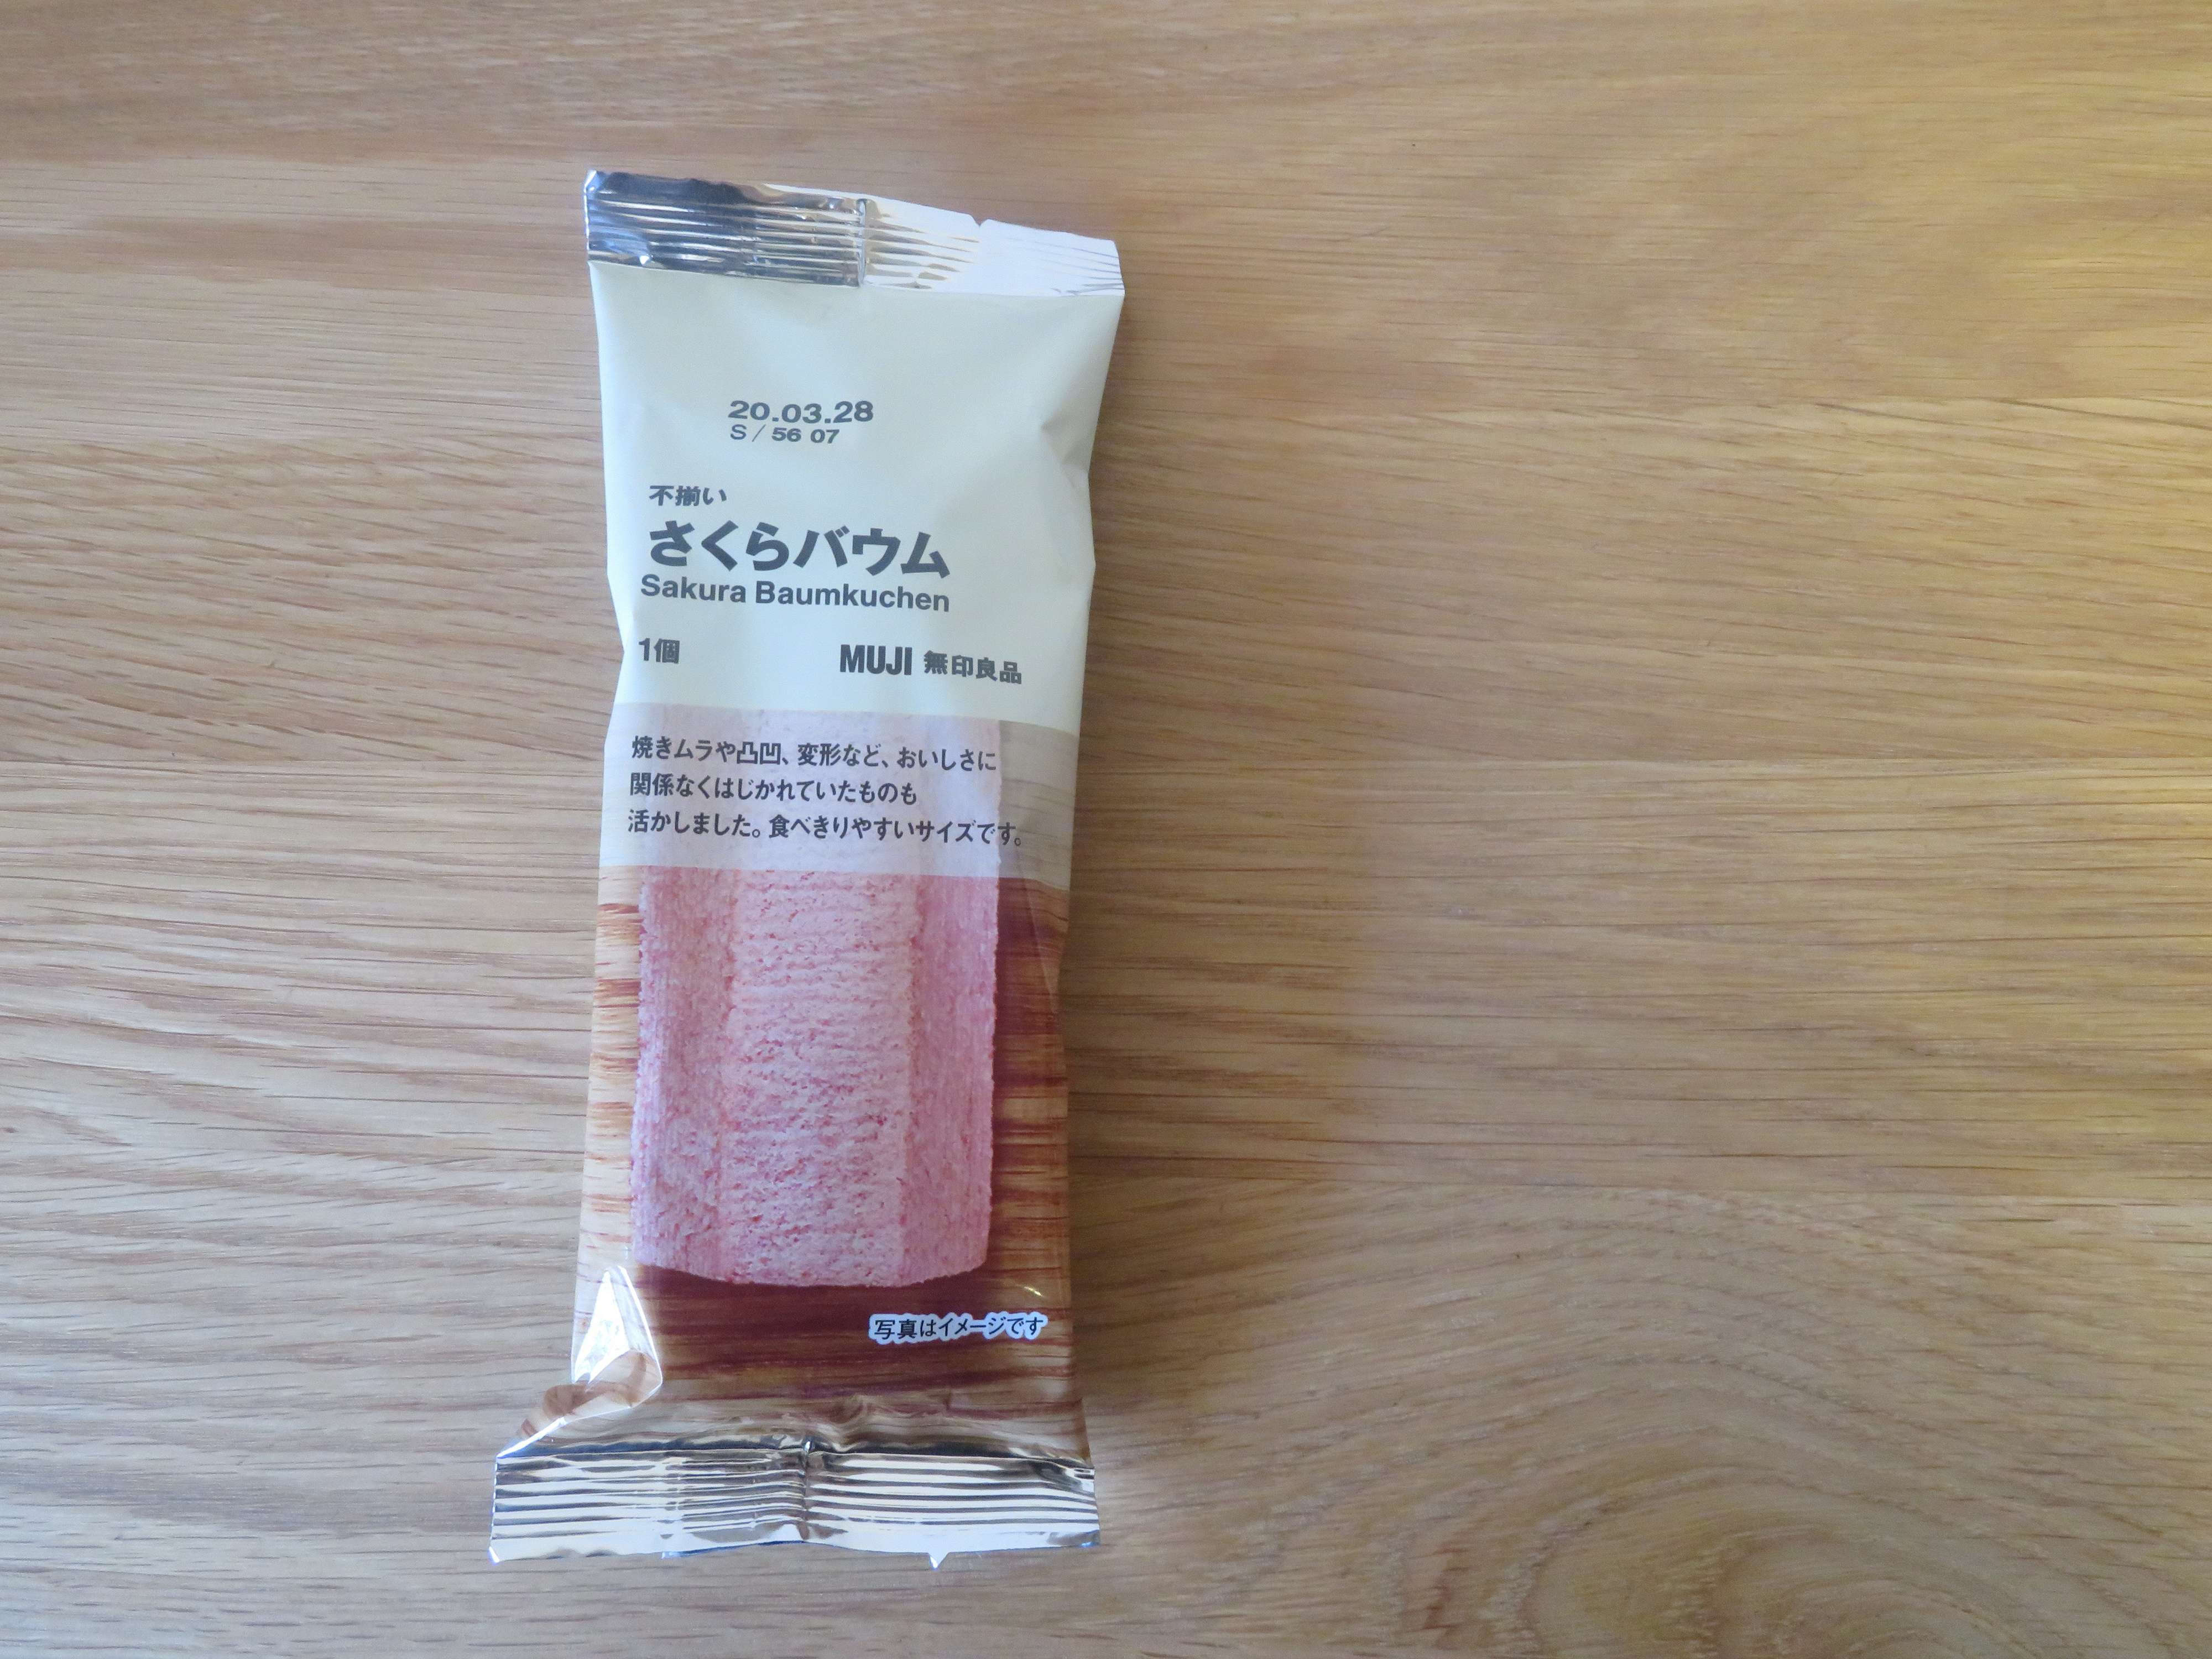 20.03.28
S/56 07
不揃い
さくらバウム
Sakura Baumkuchen
1個
MUJI 無印良品
焼きムラや凸凹、変形など、おいしさに
関係なくはじかれていたものも
活かしました。食べきりやすいサイズです。
写真はイメージです